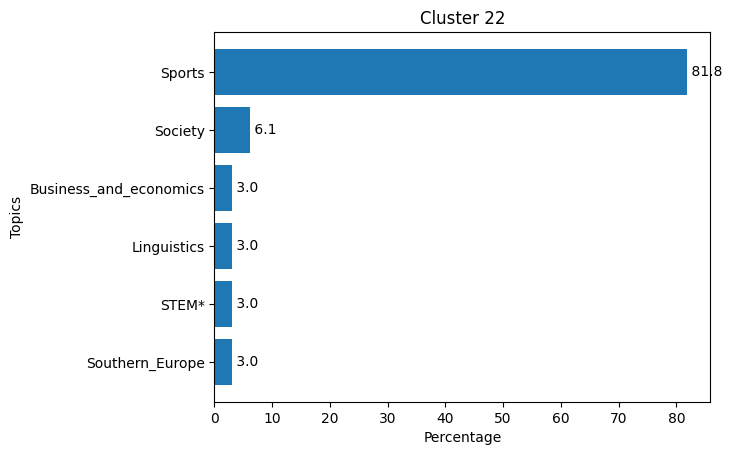 Cluster 22
Topics
Sports 81.8
Society 6.1
Business_and_economics 3.0
Linguistics 3.0
STEM* 3.0
Southern_Europe 3.0
0 10 20 30 40 50 60 70 80
Percentage